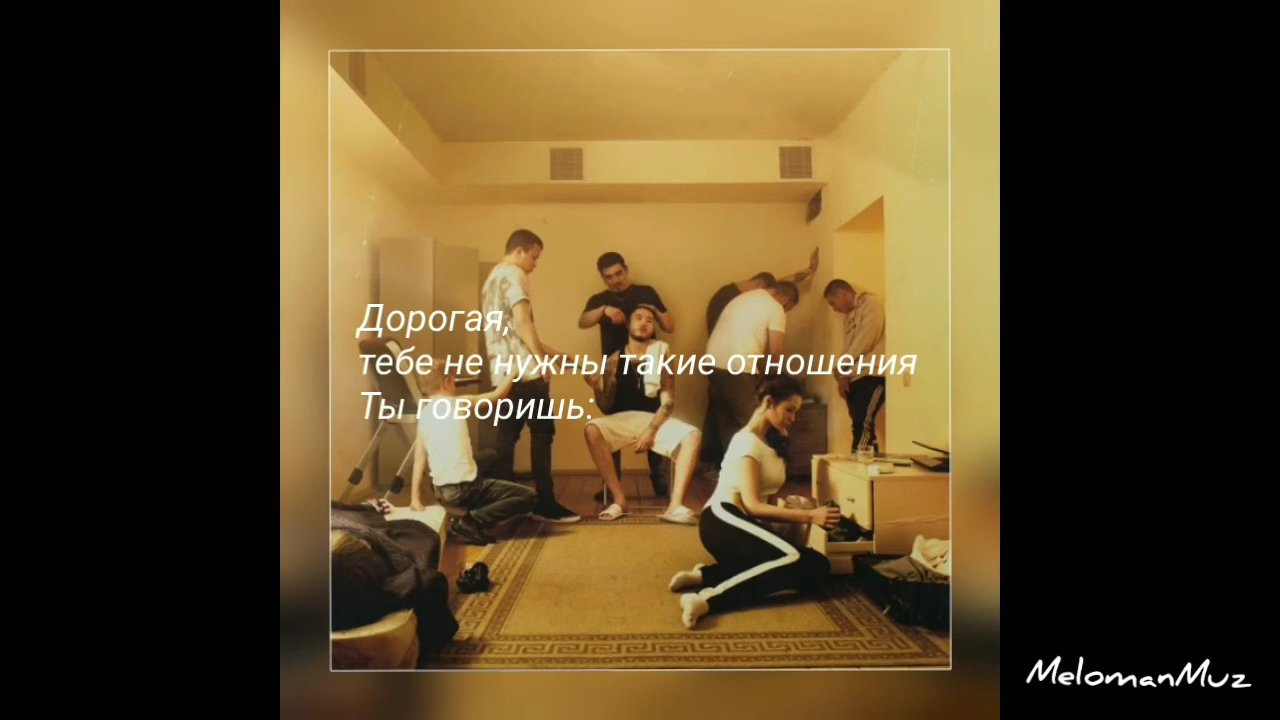 Дорогая,
тебе не нужны такие отношения
Ты говоришь:
MelomanMuz